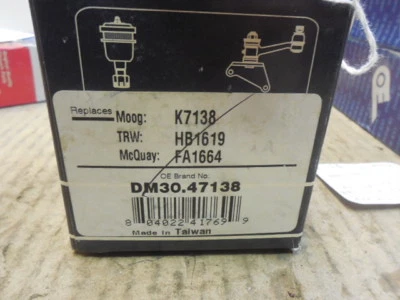 Replaces Moog: K7138
TRW: HB1619
McQuay: FA1664
OE Brand No.
DM30.47138
8 04022 41769 9
Made in Taiwan